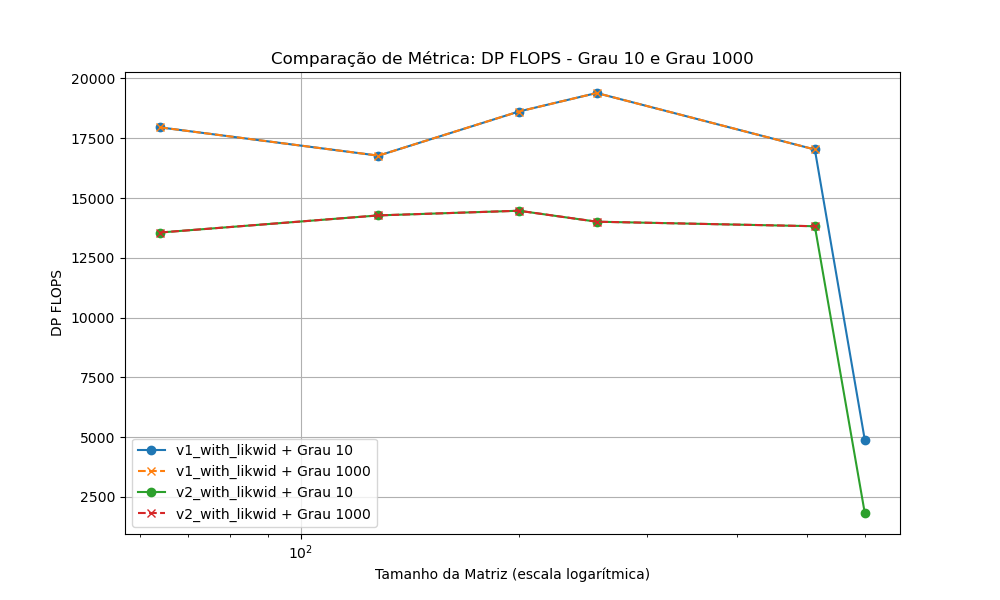 Comparação de Métrica: DP FLOPS - Grau 10 e Grau 1000
20000
17500
15000
12500
10000
7500
5000
2500
DP FLOPS
v1_with_likwid + Grau 10
v1_with_likwid + Grau 1000
v2_with_likwid + Grau 10
v2_with_likwid + Grau 1000
10²
Tamanho da Matriz (escala logarítmica)